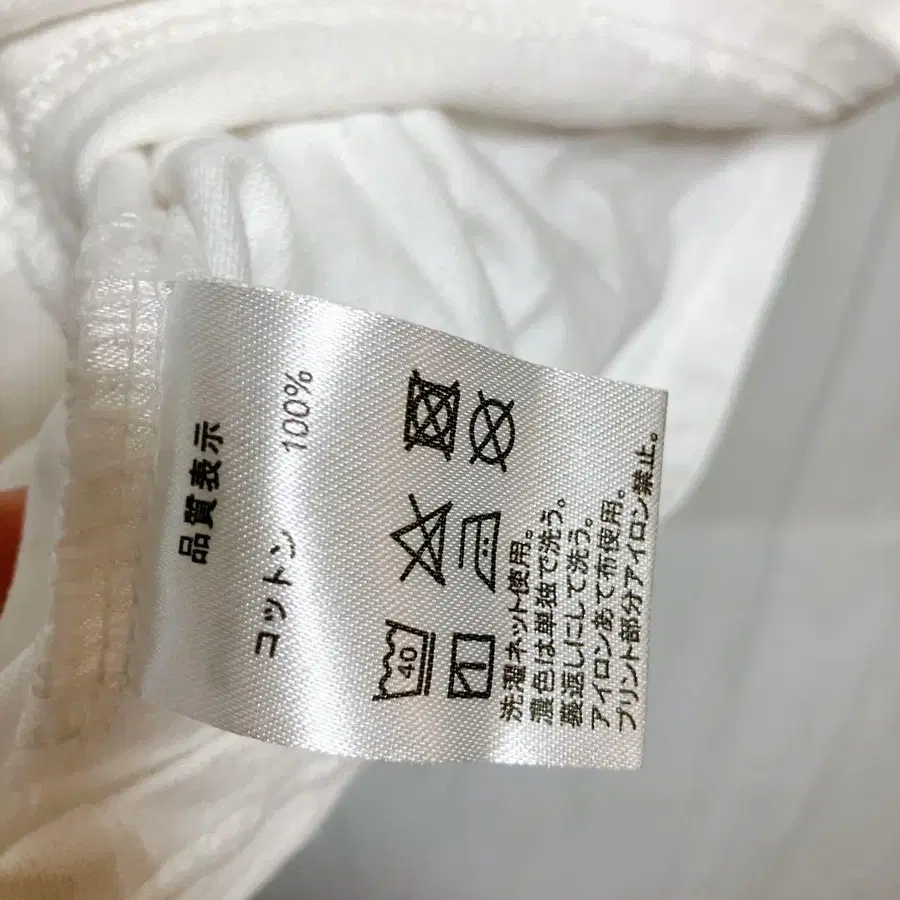 品質表示
コットン 100%
40
洗濯ネット使用。
濃色は単独で洗う。
裏返しにして洗う。
アイロンあて布使用。
プリント部分アイロン禁止。